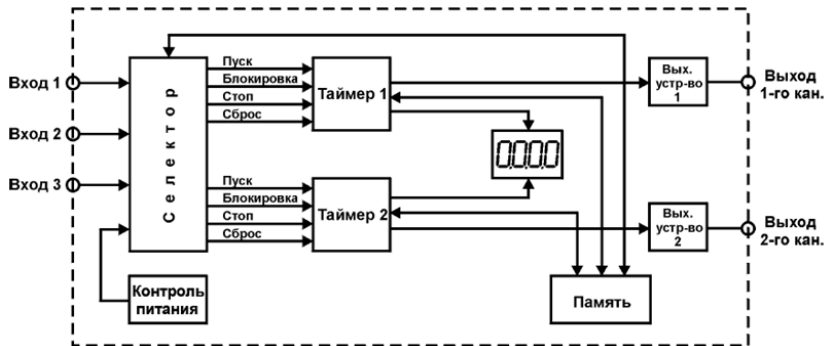 Вход 1
Вход 2
Вход 3
Селектор
Пуск
Блокировка
Стоп
Сброс
Таймер 1
Пуск
Блокировка
Стоп
Сброс
Таймер 2
0,0,0,0
Вых.
устр-во
1
Выход
1-го кан.
Вых.
устр-во
2
Выход
2-го кан.
Контроль
питания
Память